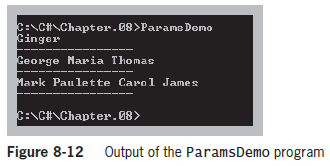 C:\C#\Chapter.08>ParamsDemo
Ginger
----------------
George Maria Thomas
----------------
Mark Paulette Carol James
----------------
C:\C#\Chapter.08>
Figure 8-12 Output of the ParamsDemo program